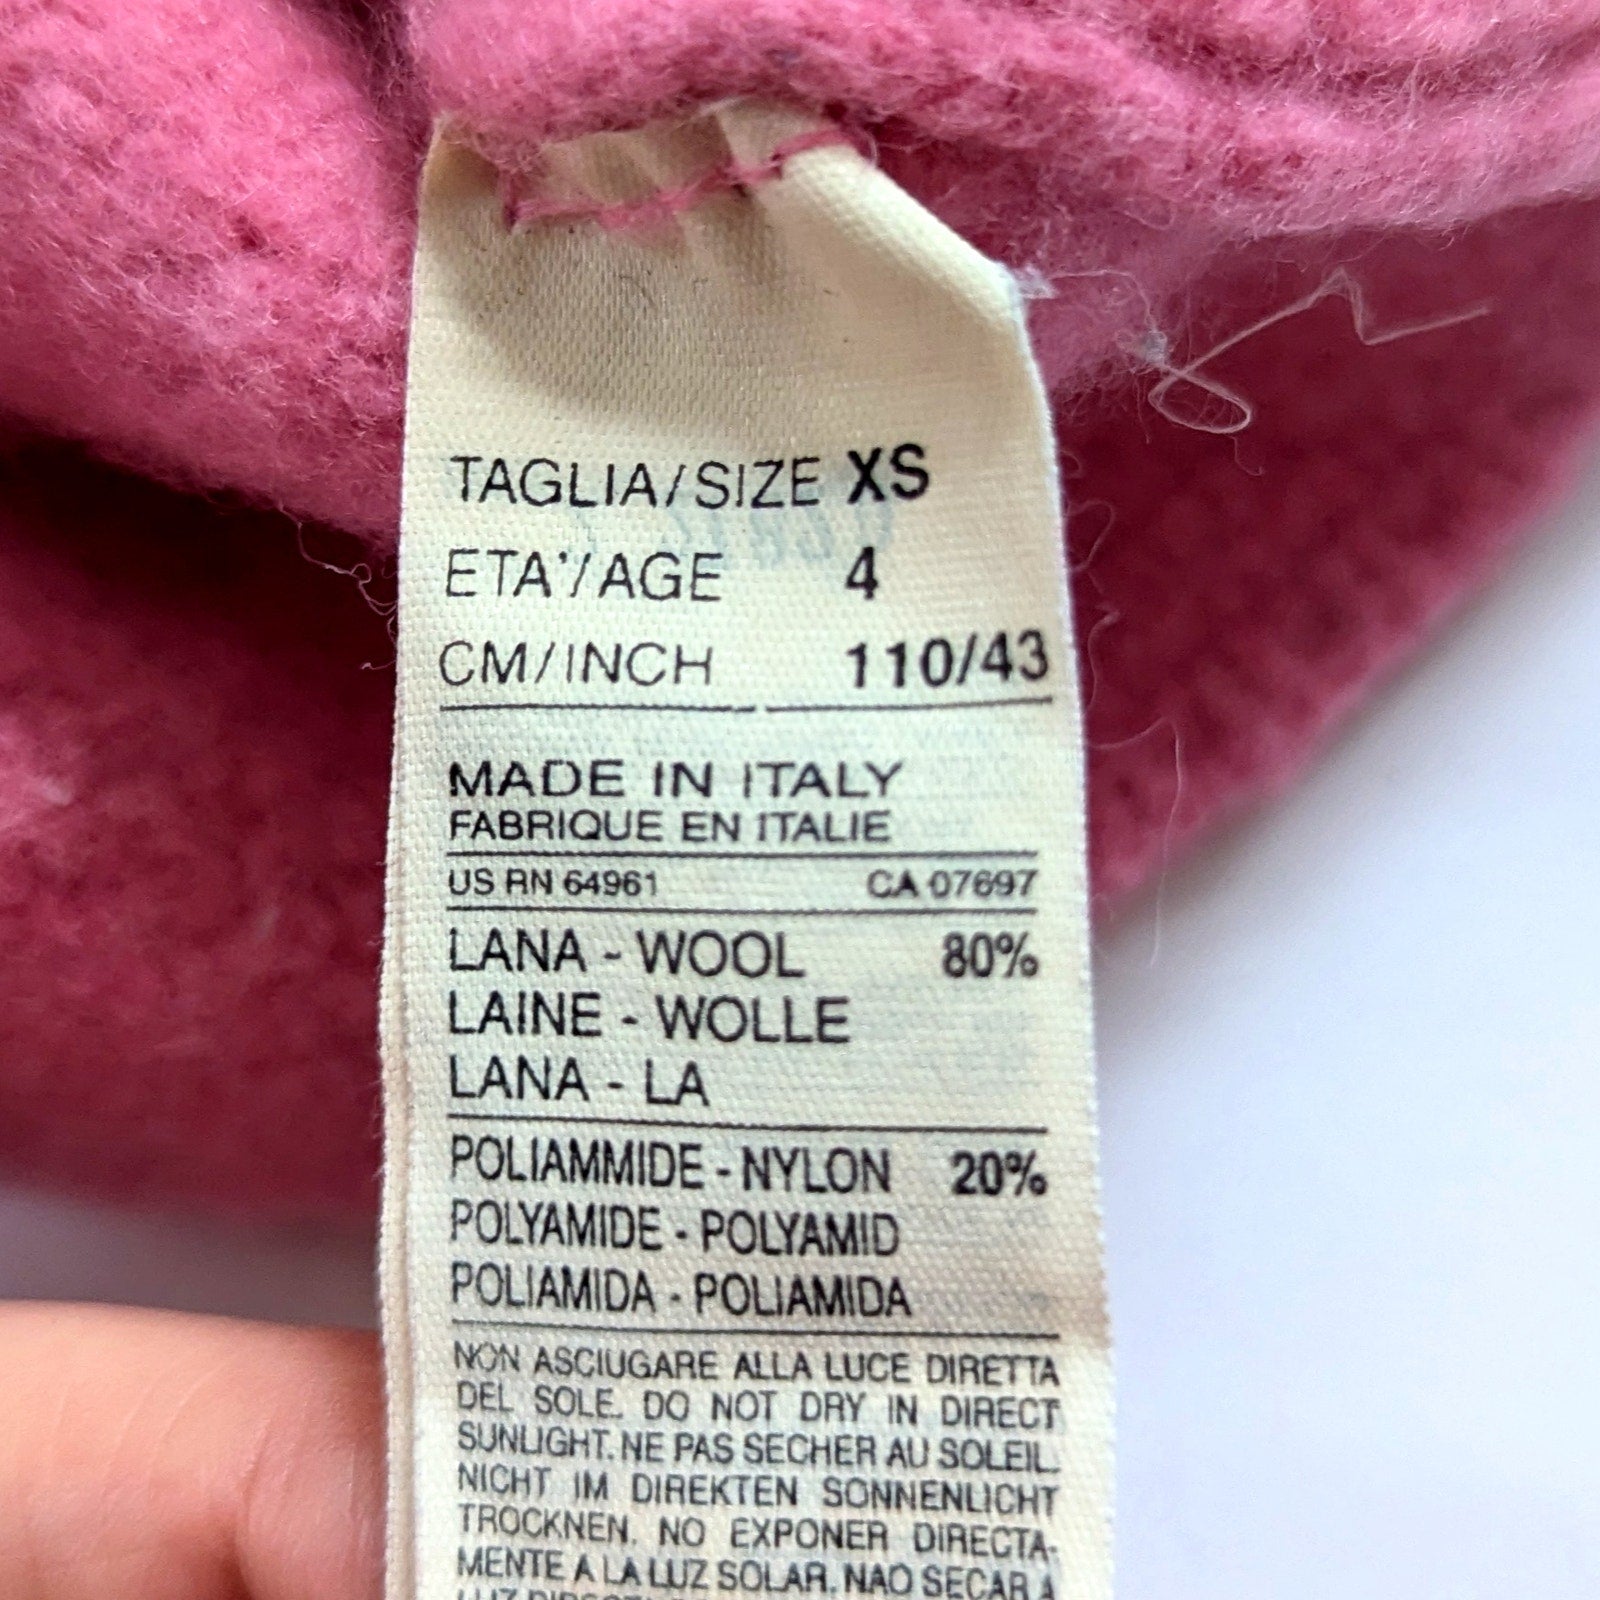 TAGLIA/SIZE XS
ETA'/AGE 4
CM/INCH 110/43
MADE IN ITALY
FABRIQUE EN ITALIE
US RN 64961 CA 07697
LANA - WOOL 80%
LAINE - WOLLE
LANA - LA
POLIAMMIDE - NYLON 20%
POLYAMIDE - POLYAMID
POLIAMIDA - POLIAMIDA
NON ASCIUGARE ALLA LUCE DIRETTA
DEL SOLE. DO NOT DRY IN DIRECT
SUNLIGHT. NE PAS SECHER AU SOLEIL.
NICHT IM DIREKTEN SONNENLICHT
TROCKNEN. NO EXPONER DIRECTA-
MENTE A LA LUZ SOLAR. NAO SECAR A